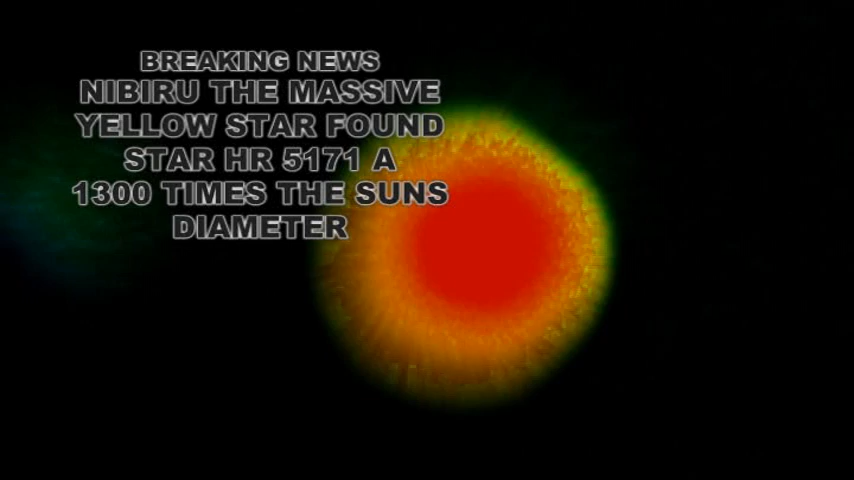 BREAKING NEWS
NIBIRU THE MASSIVE
YELLOW STAR FOUND
STAR HR 5171 A
1300 TIMES THE SUNS
DIAMETER